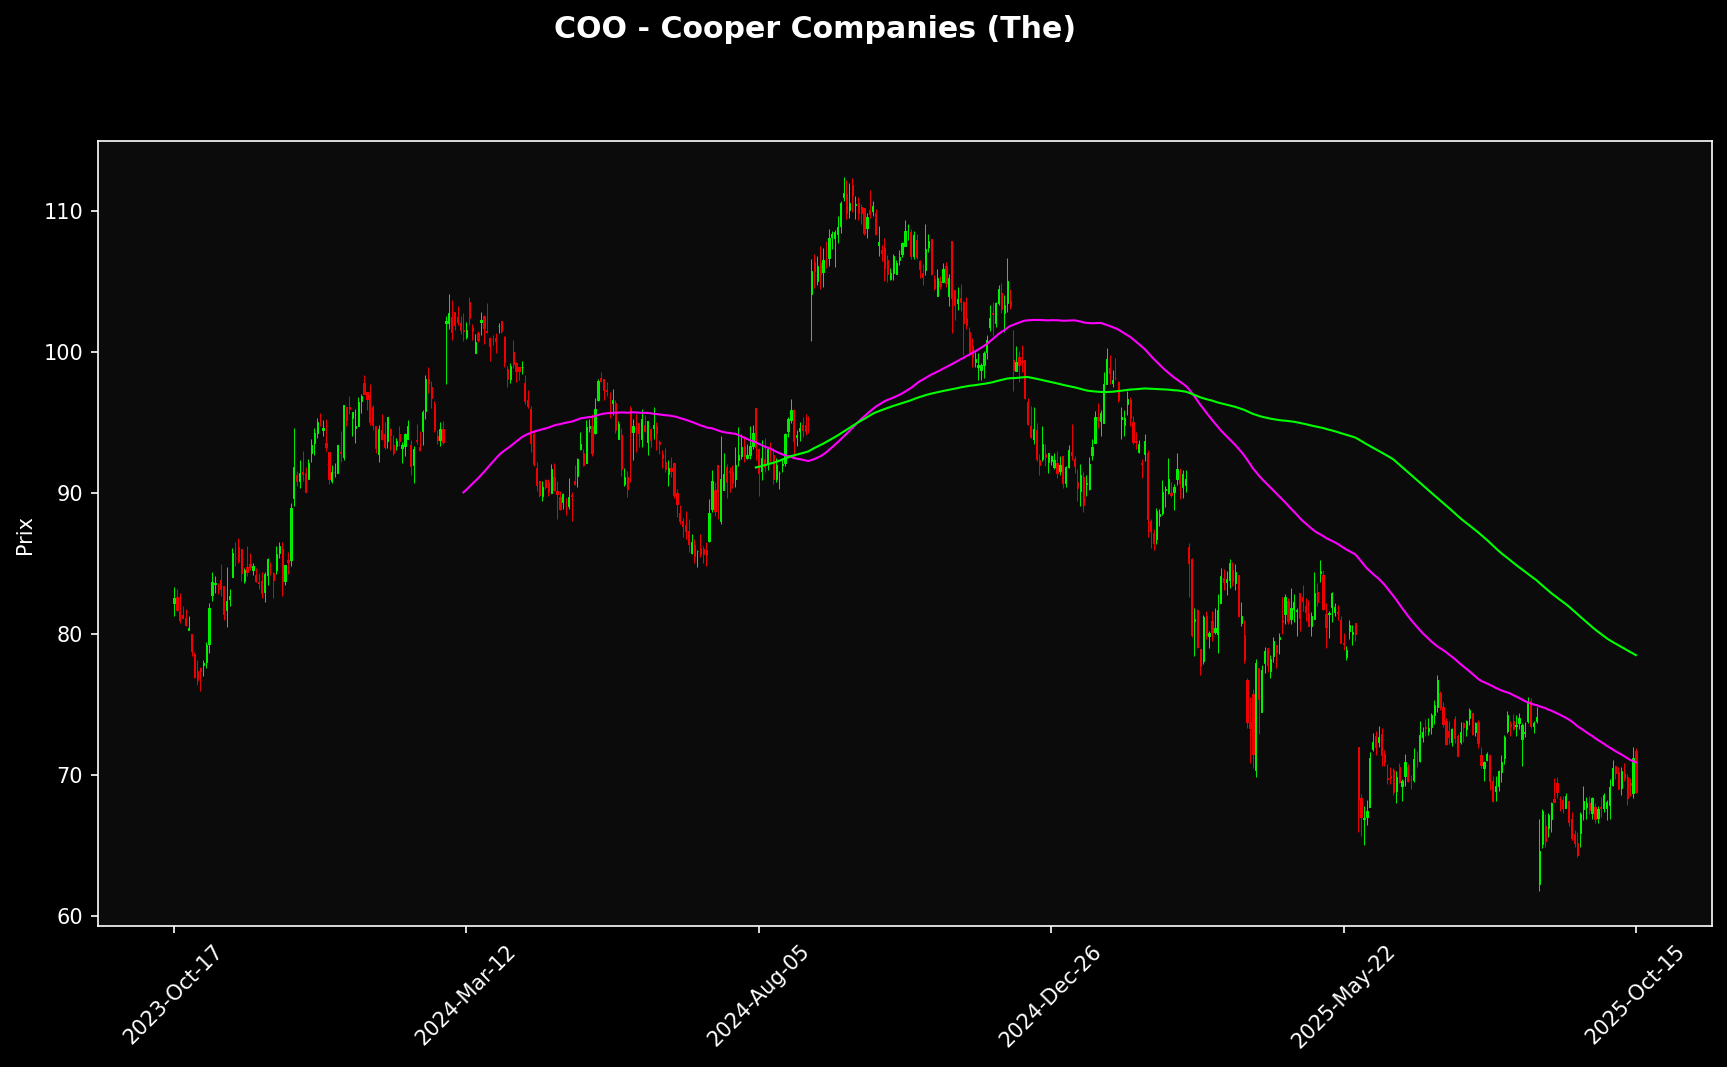 COO - Cooper Companies (The)
Prix
110
100
90
80
70
60
2023-Oct-17
2024-Mar-12
2024-Aug-05
2024-Dec-26
2025-May-22
2025-Oct-15